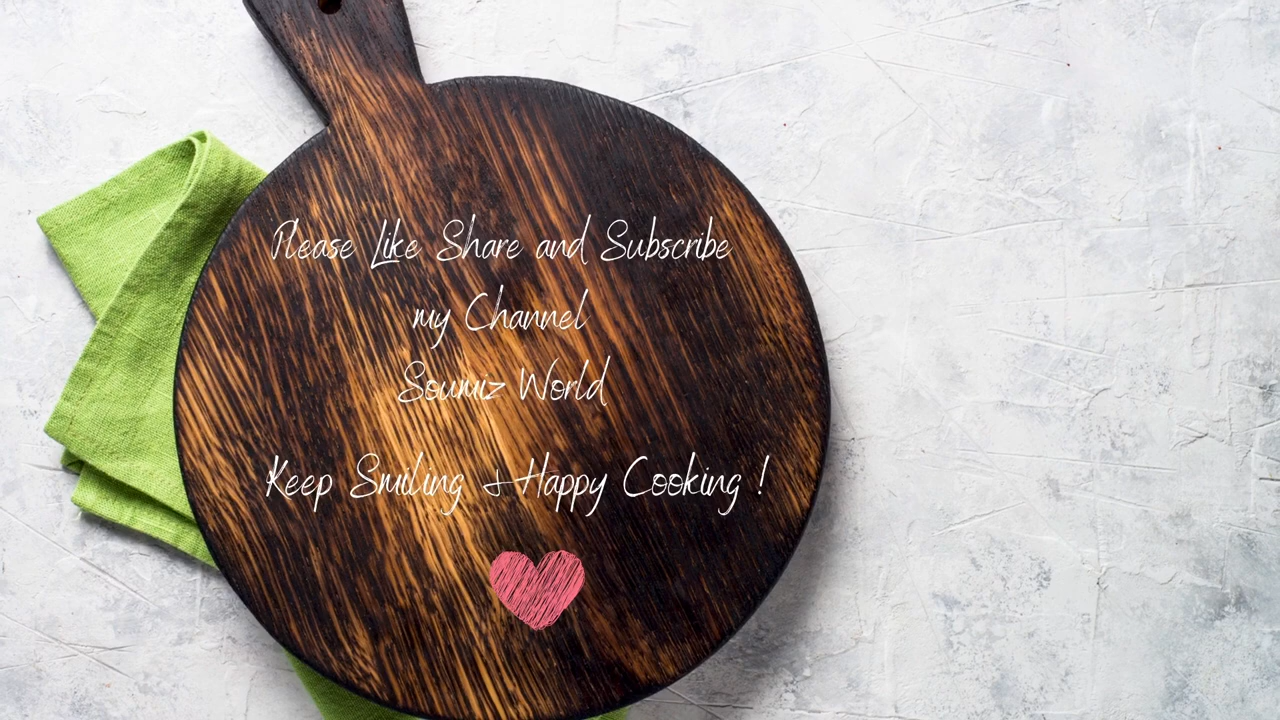 Please Like Share and Subscribe
my Channel
Soumiz World
Keep Smiling & Happy Cooking !